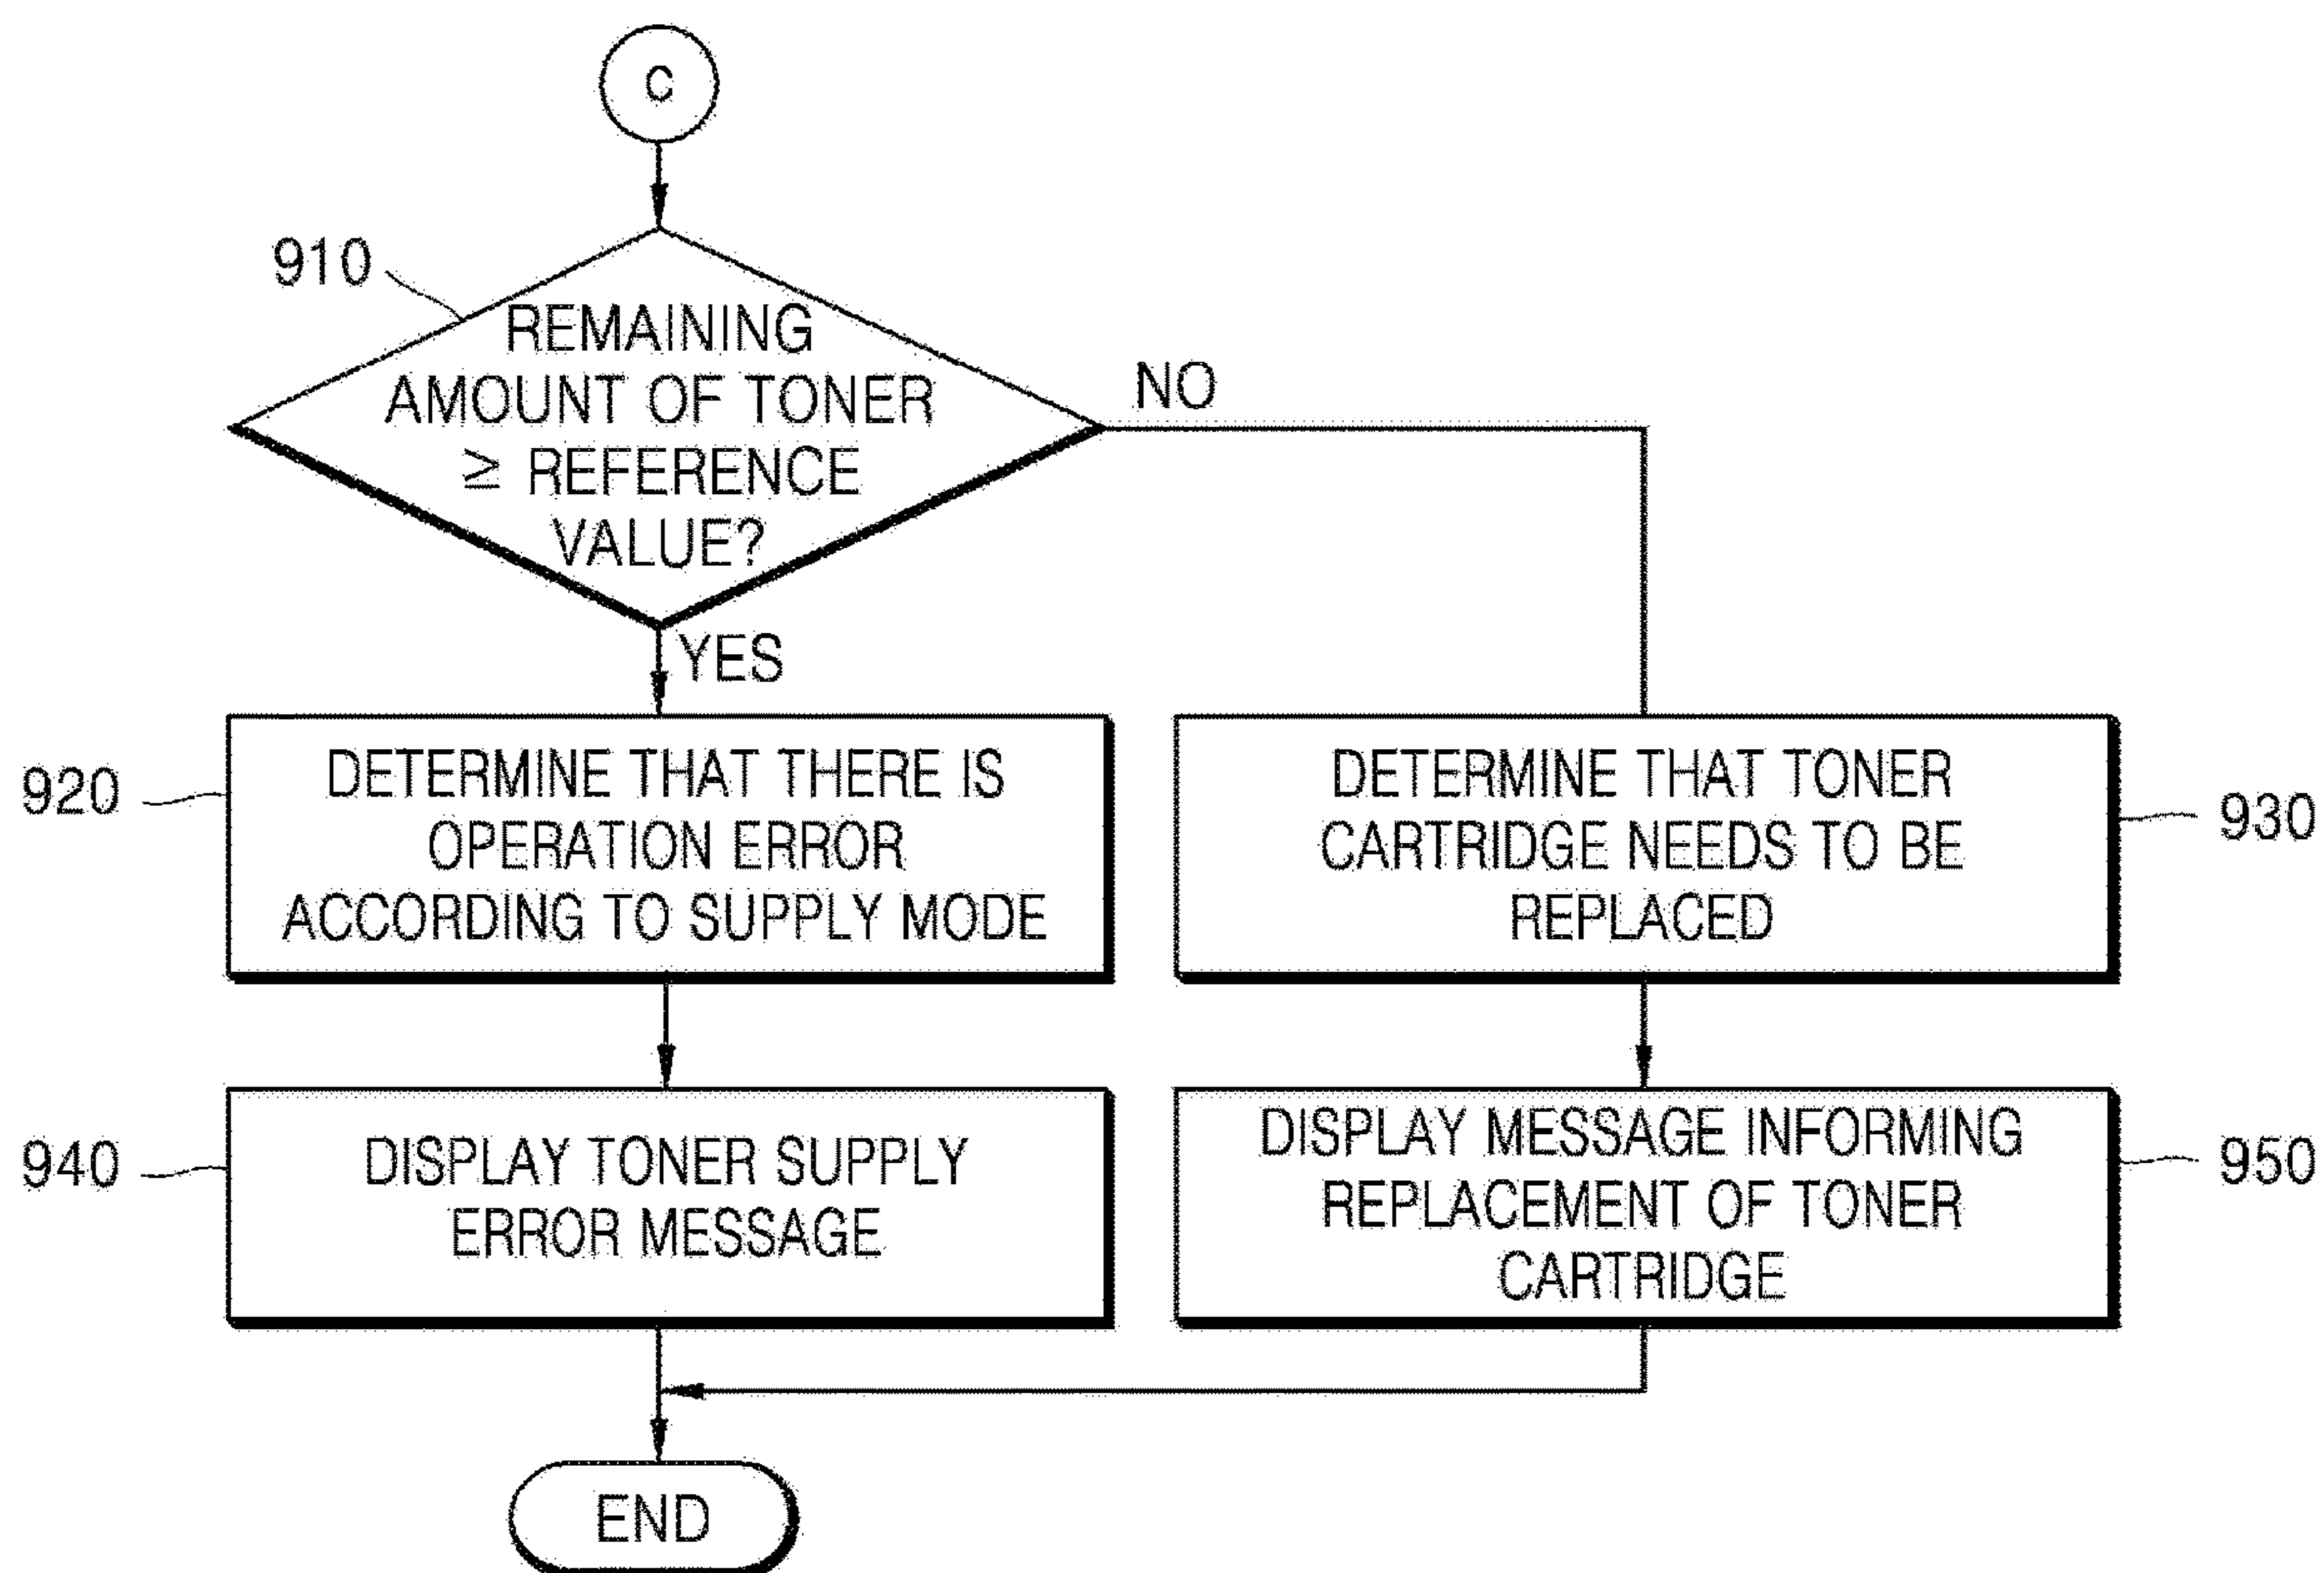 C
910
REMAINING
AMOUNT OF TONER
≥ REFERENCE
VALUE?
NO
YES
920
DETERMINE THAT THERE IS
OPERATION ERROR
ACCORDING TO SUPPLY MODE
DETERMINE THAT TONER
CARTRIDGE NEEDS TO BE
REPLACED
930
940
DISPLAY TONER SUPPLY
ERROR MESSAGE
DISPLAY MESSAGE INFORMING
REPLACEMENT OF TONER
CARTRIDGE
950
END